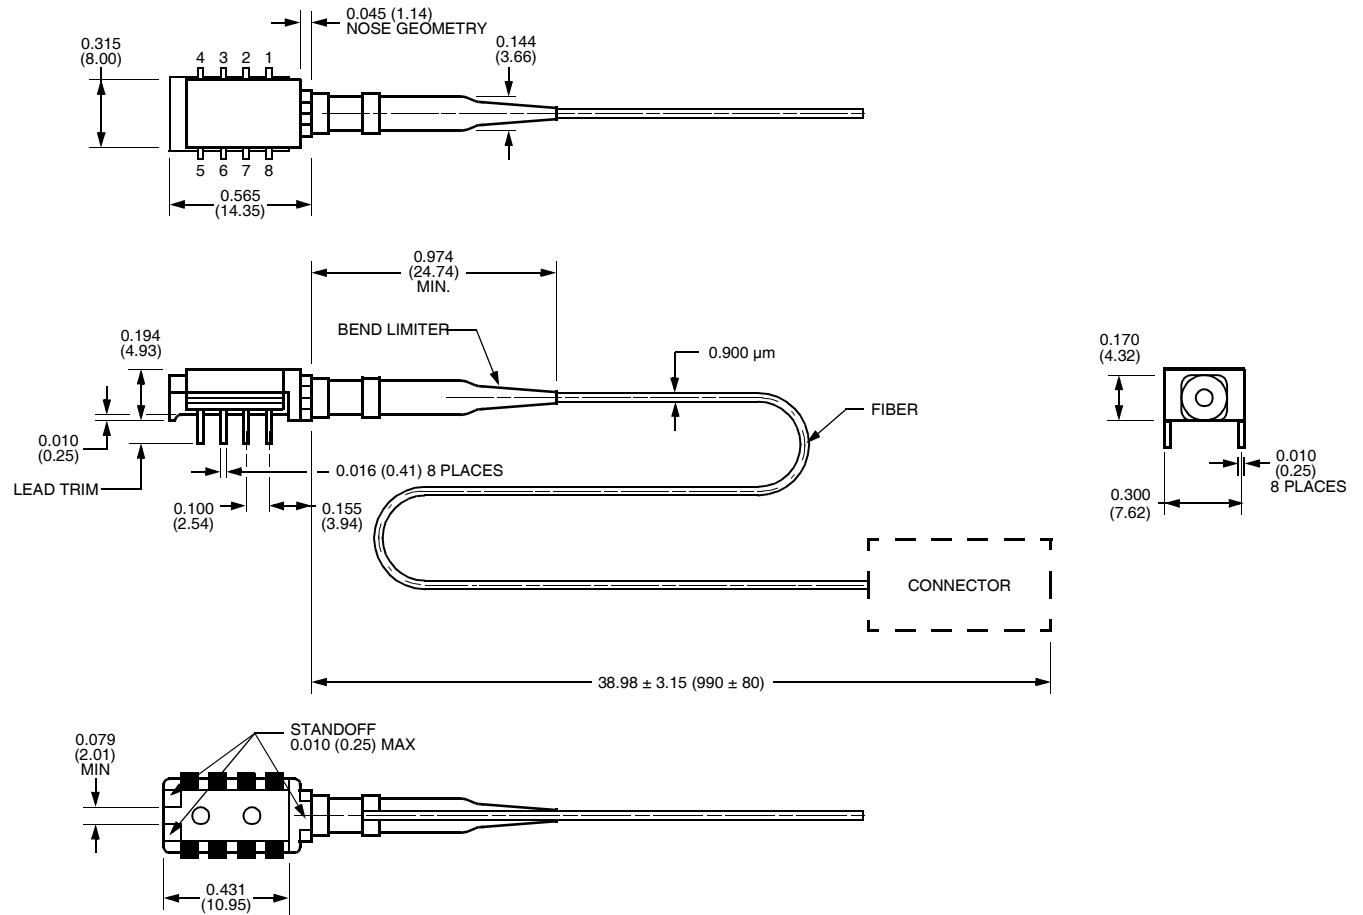 0.045 (1.14)
NOSE GEOMETRY
0.315
(8.00)
0.144
(3.66)
4 3 2 1
5 6 7 8
0.565
(14.35)
0.974
(24.74)
MIN.
BEND LIMITER
0.194
(4.93)
0.900 µm
FIBER
0.170
(4.32)
0.010
(0.25)
LEAD TRIM
0.016 (0.41) 8 PLACES
0.100
(2.54)
0.155
(3.94)
0.010
(0.25)
8 PLACES
0.300
(7.62)
CONNECTOR
38.98 ± 3.15 (990 ± 80)
STANDOFF
0.010 (0.25) MAX
0.079
(2.01)
MIN
0.431
(10.95)